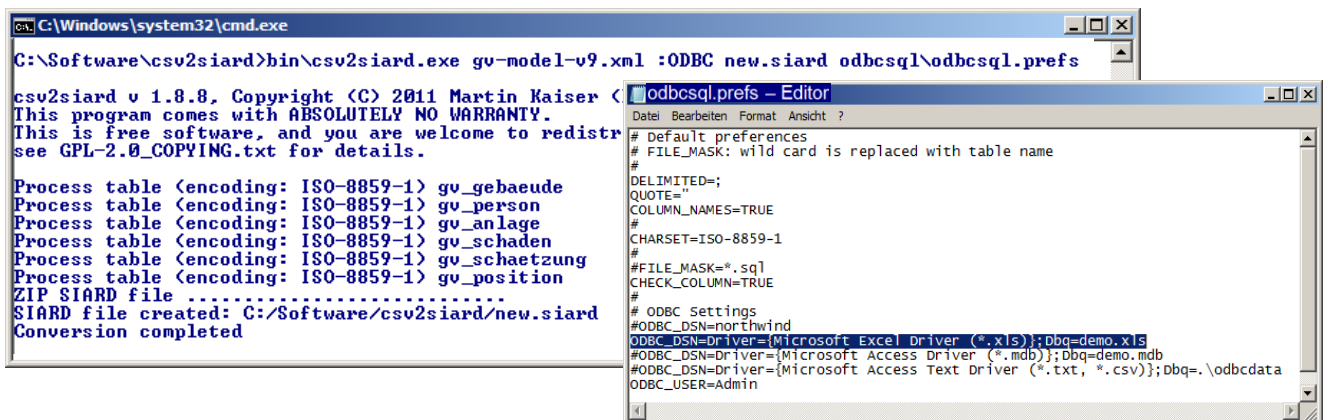 C:\Windows\system32\cmd.exe
C:\Software\csv2siard>bin\csv2siard.exe gv-model-v9.xml :ODBC new.siard odbcsql\odbcsql.prefs
csv2siard v 1.8.8, Copyright (C) 2011 Martin Kaiser (
This program comes with ABSOLUTELY NO WARRANTY.
This is free software, and you are welcome to redistr
see GPL-2.0_COPYING.txt for details.
Process table (encoding: ISO-8859-1) gv_gebaeude
Process table (encoding: ISO-8859-1) gv_person
Process table (encoding: ISO-8859-1) gv_anlage
Process table (encoding: ISO-8859-1) gv_schaden
Process table (encoding: ISO-8859-1) gv_schaetzung
Process table (encoding: ISO-8859-1) gv_position
ZIP SIARD file ............................
SIARD file created: C:/Software/csv2siard/new.siard
Conversion completed
odbcsql.prefs – Editor
Datei Bearbeiten Format Ansicht ?
# Default preferences
# FILE_MASK: wild card is replaced with table name
#
DELIMITED=;
QUOTE="
COLUMN_NAMES=TRUE
#
CHARSET=ISO-8859-1
#
#FILE_MASK=*.sql
CHECK_COLUMN=TRUE
#
# ODBC Settings
#ODBC_DSN=northwind
ODBC_DSN=Driver={Microsoft Excel Driver (*.xls)};Dbq=demo.xls
#ODBC_DSN=Driver={Microsoft Access Driver (*.mdb)};Dbq=demo.mdb
#ODBC_DSN=Driver={Microsoft Access Text Driver (*.txt, *.csv)};Dbq=.\odbcdata
ODBC_USER=Admin